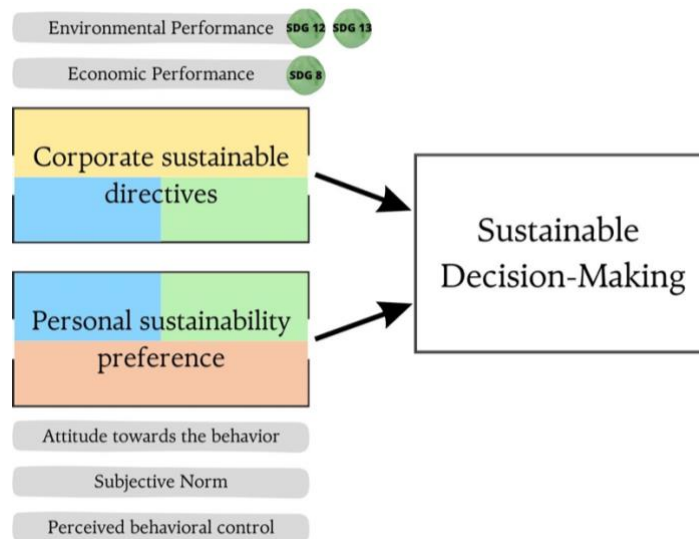 Environmental Performance SDG 12 SDG 13
Economic Performance SDG 8
Corporate sustainable
directives
Sustainable
Decision-Making
Personal sustainability
preference
Attitude towards the behavior
Subjective Norm
Perceived behavioral control